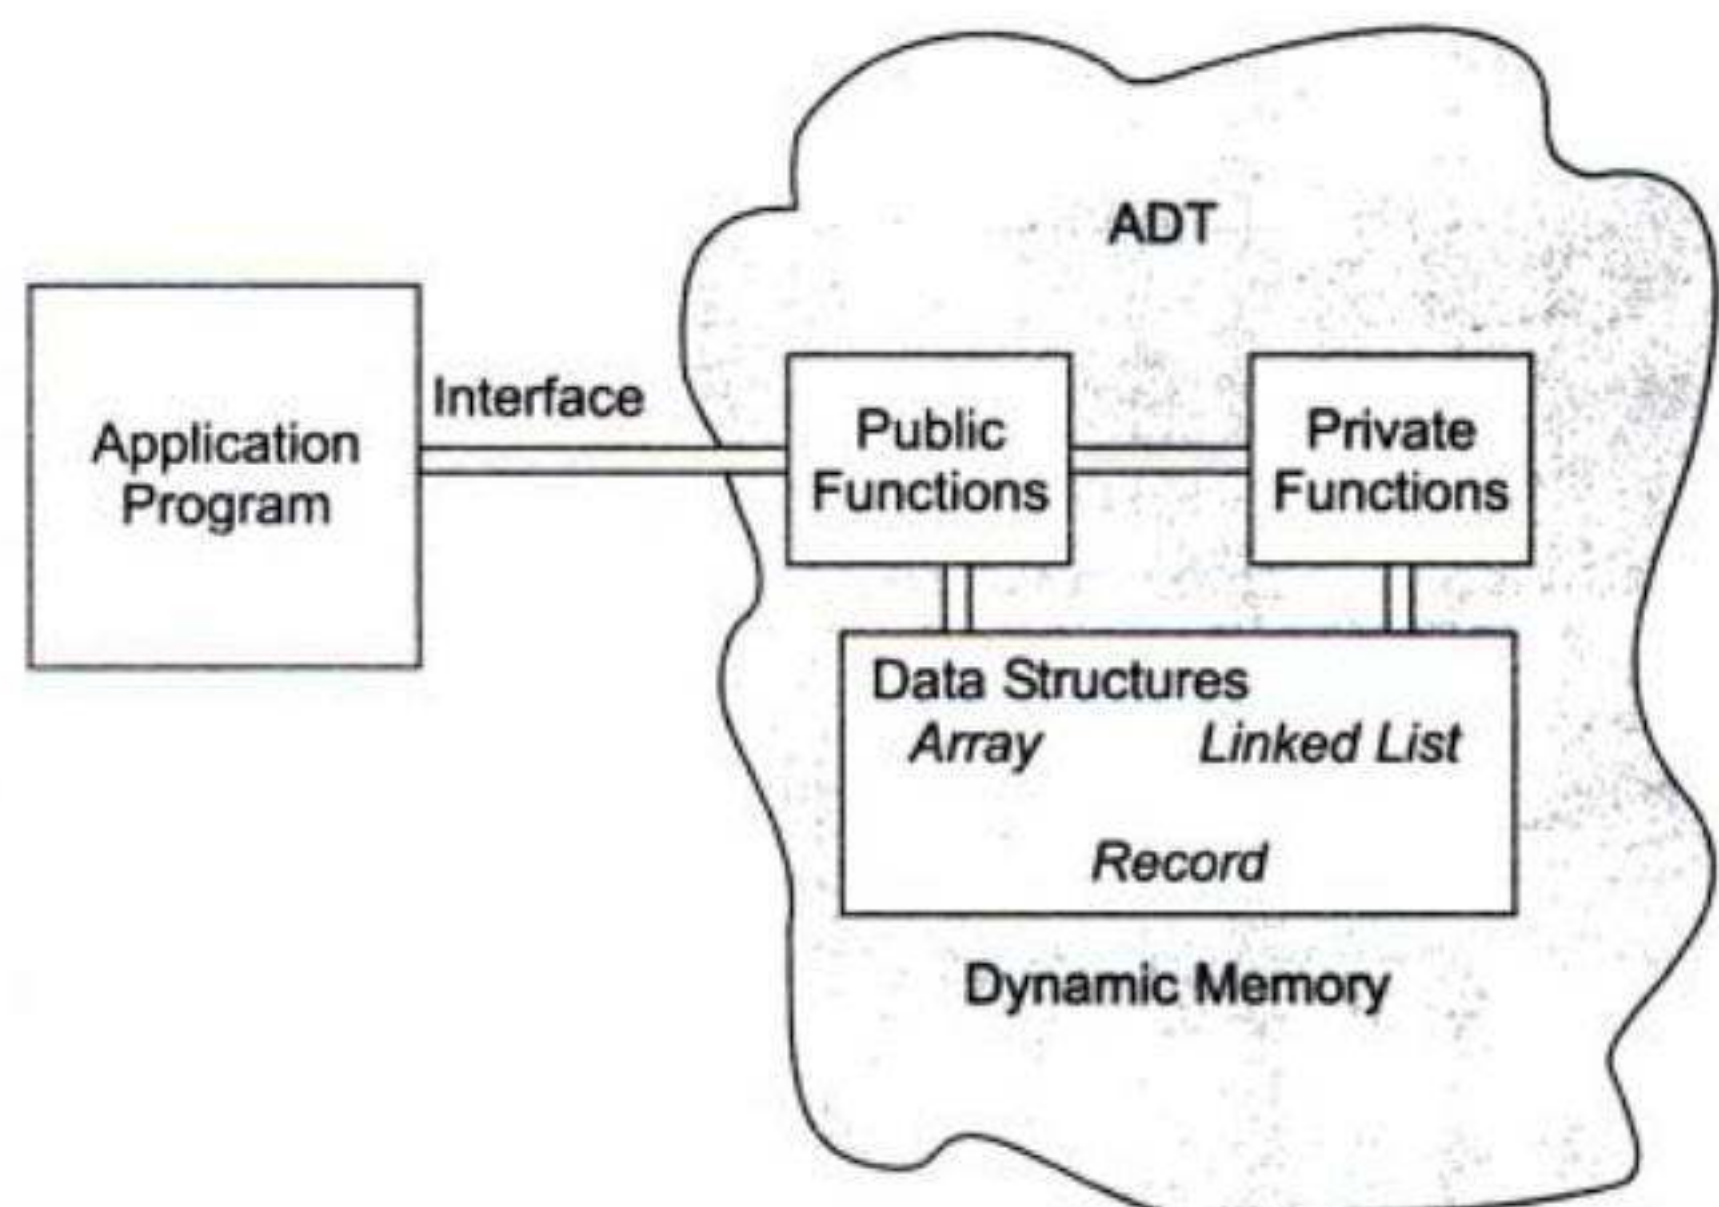 ADT
Application
Program
Interface
Public
Functions
Private
Functions
Data Structures
Array
Linked List
Record
Dynamic Memory